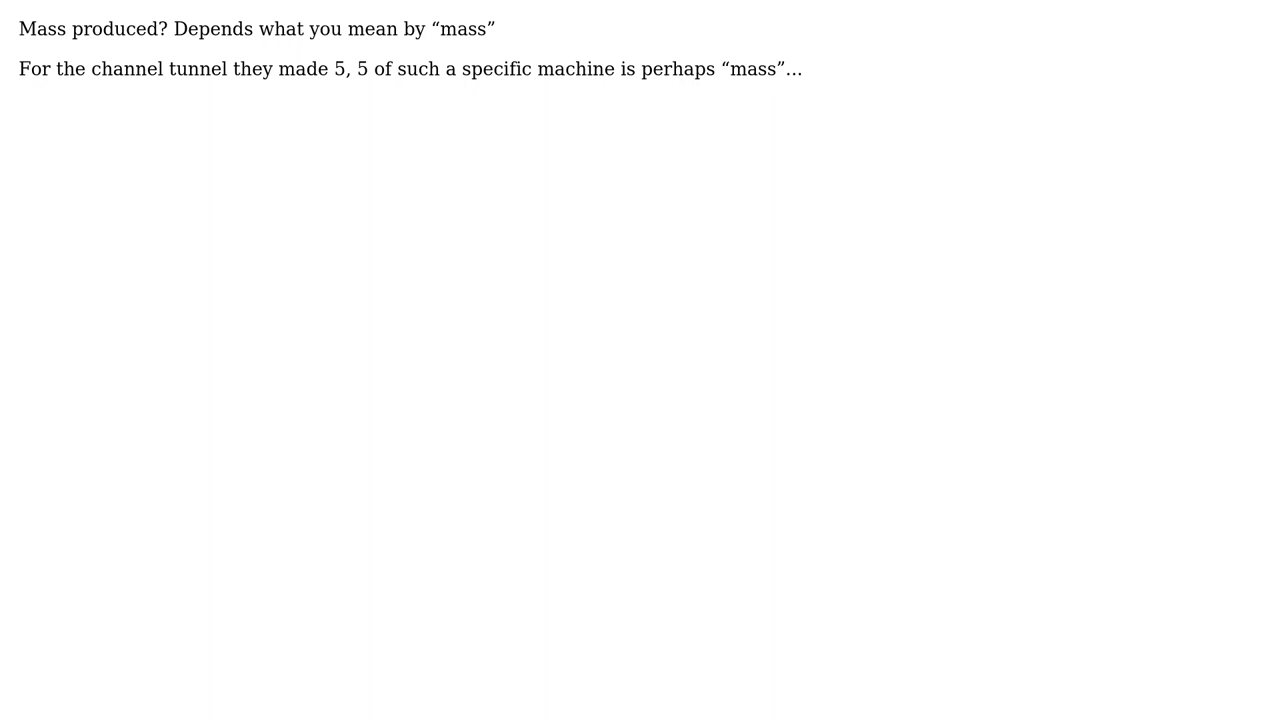 Mass produced? Depends what you mean by “mass”
For the channel tunnel they made 5, 5 of such a specific machine is perhaps “mass”...